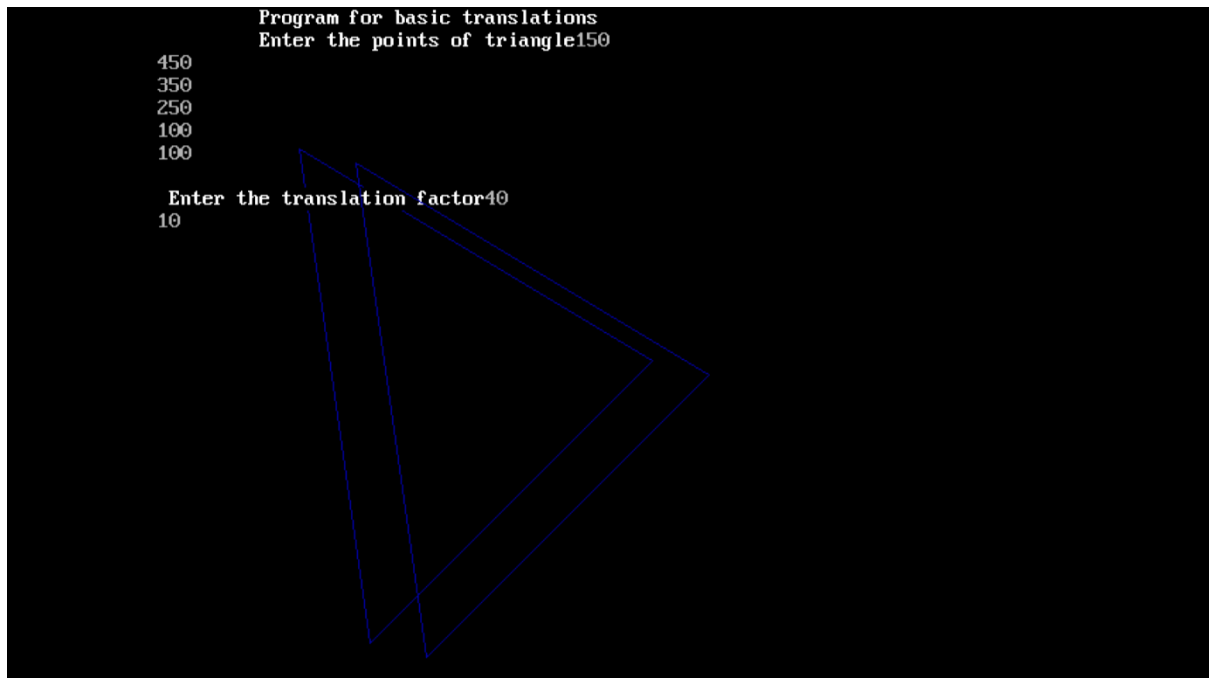 Program for basic translations
Enter the points of triangle150
450
350
250
100
100
Enter the translation factor40
10